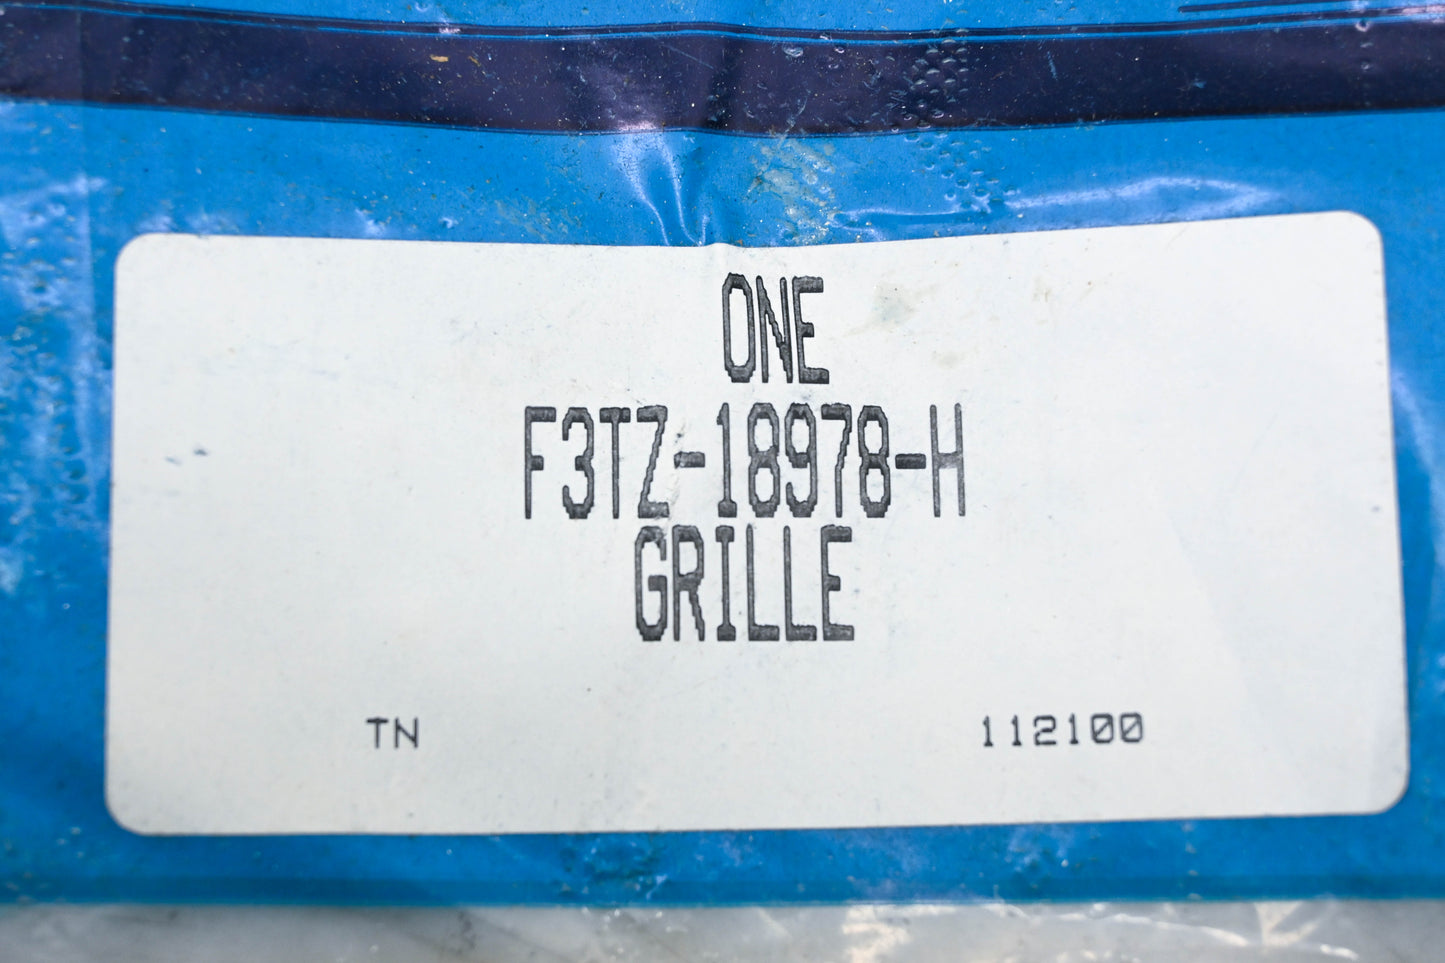 ONE
F3TZ-18978-H
GRILLE
TN 112100